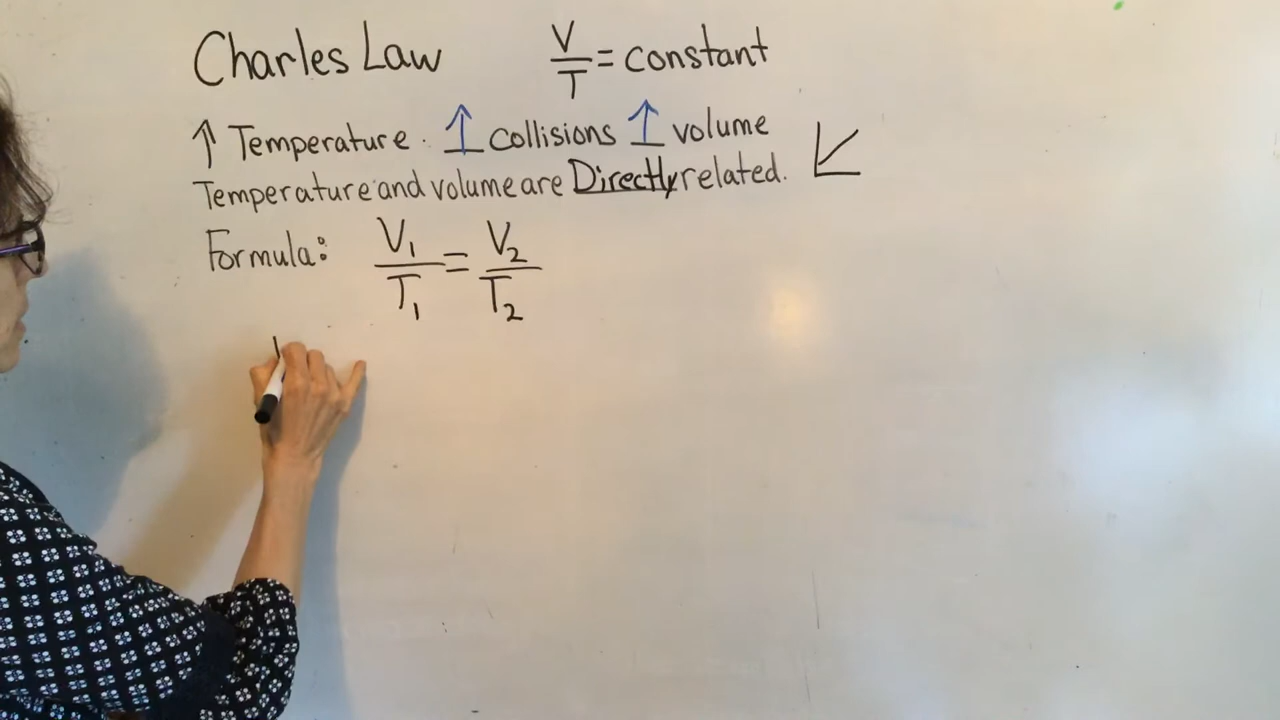 Charles Law V/T = constant
↑ Temperature. ↑ collisions ↑ volume
Temperature and volume are Directly related.
Formula: V₁/T₁ = V₂/T₂